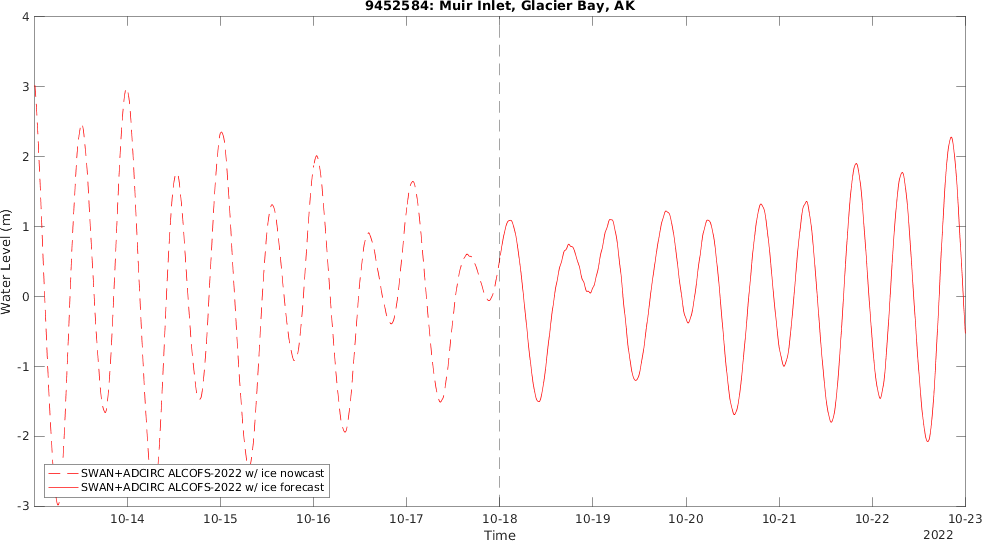 9452584: Muir Inlet, Glacier Bay, AK
4
3
2
1
0
-1
-2
-3
Water Level (m)
SWAN+ADCIRC ALCOFS-2022 w/ ice nowcast
SWAN+ADCIRC ALCOFS-2022 w/ ice forecast
10-14 10-15 10-16 10-17 10-18 10-19 10-20 10-21 10-22 10-23
Time
2022